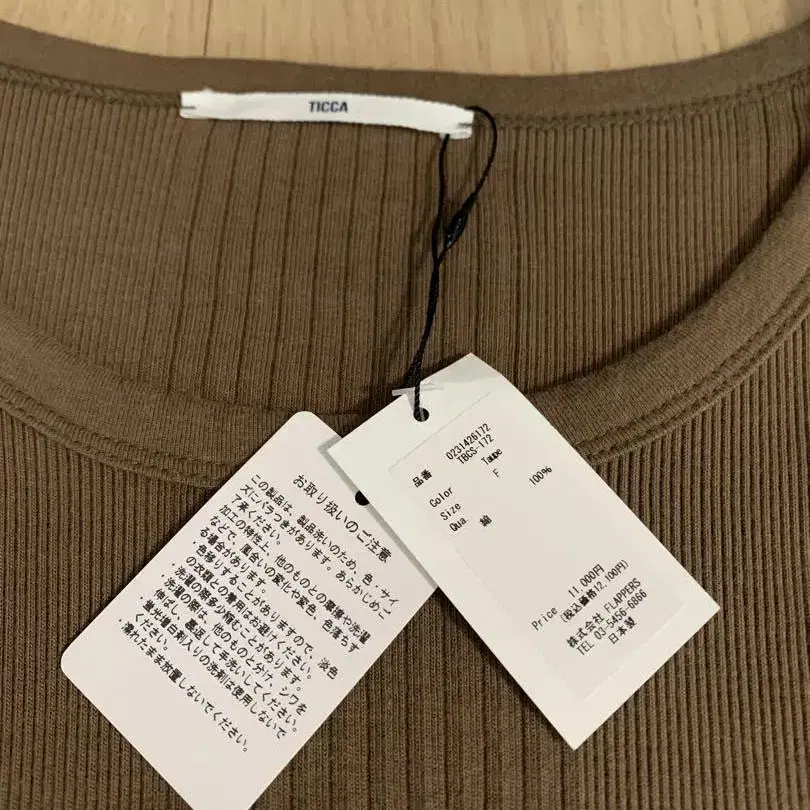 TICCA
お取り扱いのご注意
この製品は、製品洗いのため、色・サイ
ズにバラつきがあります。あらかじめご
了承ください。
加工の特性上、他のものとの摩擦や洗濯
などで、風合いの変化や変色、色落ちす
る場合があります。
・色移りすることがありますので、淡色
の衣類との着用はお避けください。
・洗濯の際多少縮むことがあります。
・洗濯の際は、他のものと分け、シワを
伸ばし、裏返して水洗いしてください。
・蛍光増白剤入りの洗剤は使用しないで
ください。
・濡れたまま放置しないでください。
品番 0231426172
TBCS-172
Color Taupe
Size F
Qua. 綿 100%
Price 11,000円
(税込価格12,100円)
株式会社 FLAPPERS
TEL 03-5456-6866
日本製